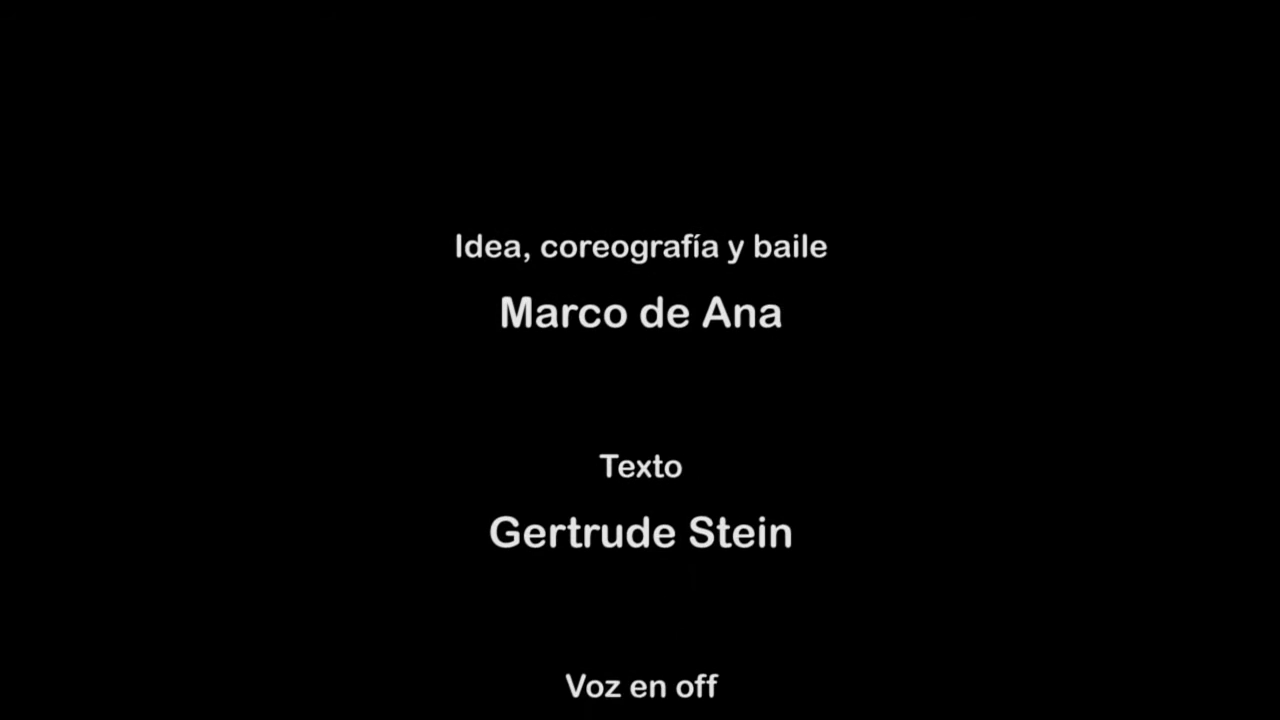 Idea, coreografía y baile
Marco de Ana
Texto
Gertrude Stein
Voz en off